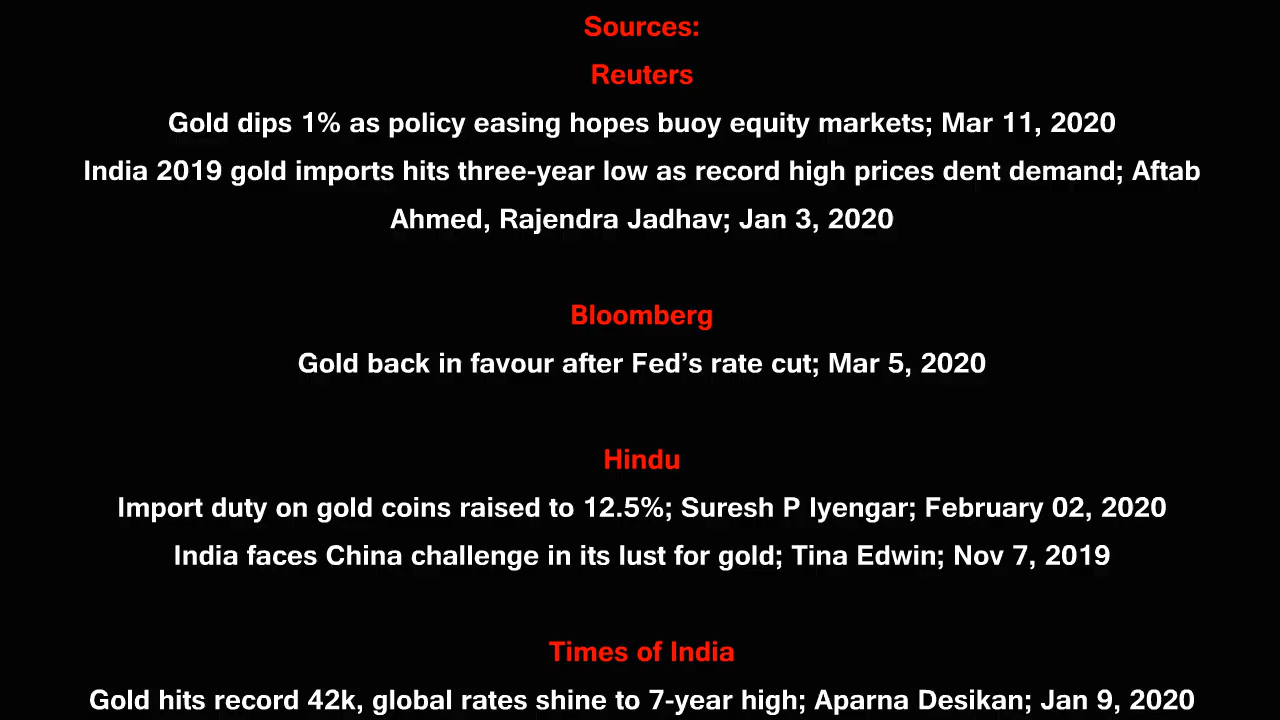 Sources:
Reuters
Gold dips 1% as policy easing hopes buoy equity markets; Mar 11, 2020
India 2019 gold imports hits three-year low as record high prices dent demand; Aftab
Ahmed, Rajendra Jadhav; Jan 3, 2020
Bloomberg
Gold back in favour after Fed’s rate cut; Mar 5, 2020
Hindu
Import duty on gold coins raised to 12.5%; Suresh P Iyengar; February 02, 2020
India faces China challenge in its lust for gold; Tina Edwin; Nov 7, 2019
Times of India
Gold hits record 42k, global rates shine to 7-year high; Aparna Desikan; Jan 9, 2020